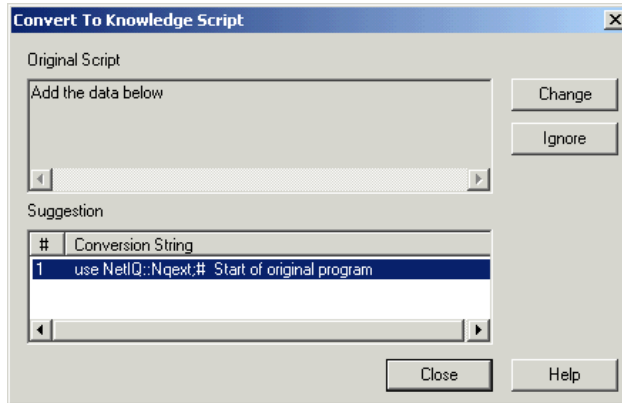 Convert To Knowledge Script
Original Script
Add the data below
Change
Ignore
Suggestion
# Conversion String
1 use NetIQ::Nqext;# Start of original program
Close Help